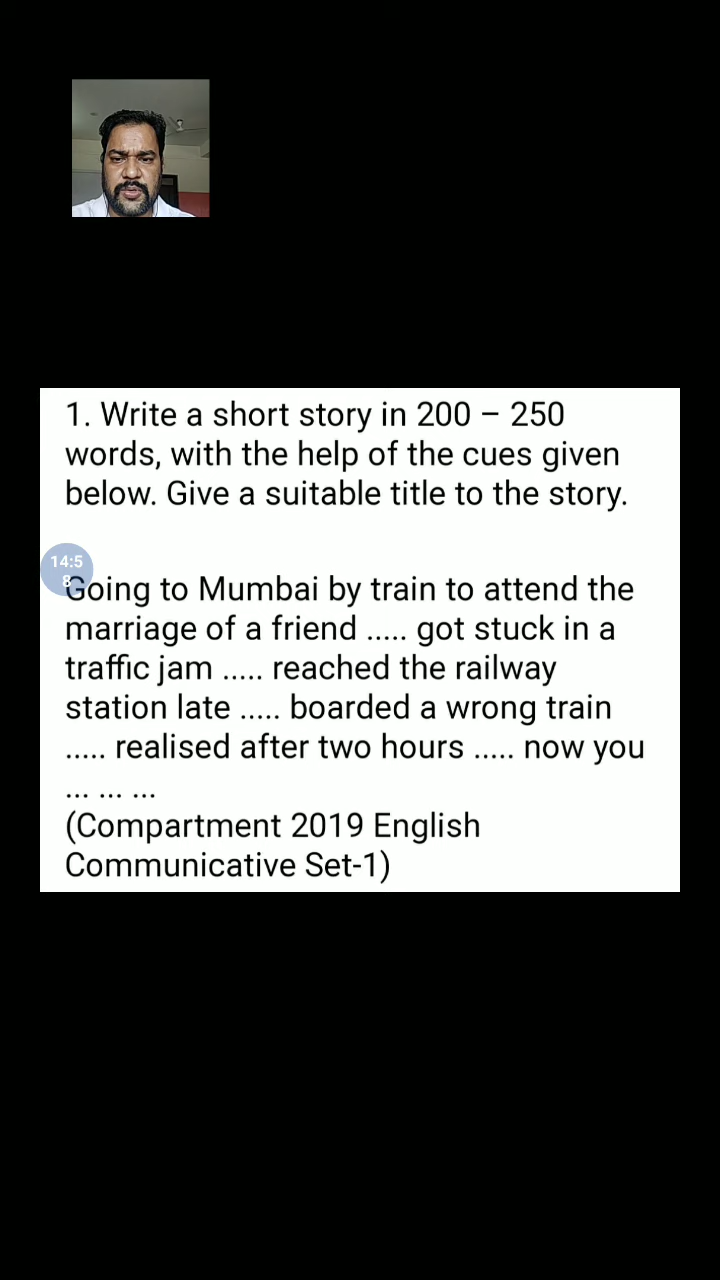 1. Write a short story in 200 – 250
words, with the help of the cues given
below. Give a suitable title to the story.
14:5
8
Going to Mumbai by train to attend the
marriage of a friend ..... got stuck in a
traffic jam ..... reached the railway
station late ..... boarded a wrong train
..... realised after two hours ..... now you
... ... ...
(Compartment 2019 English
Communicative Set-1)